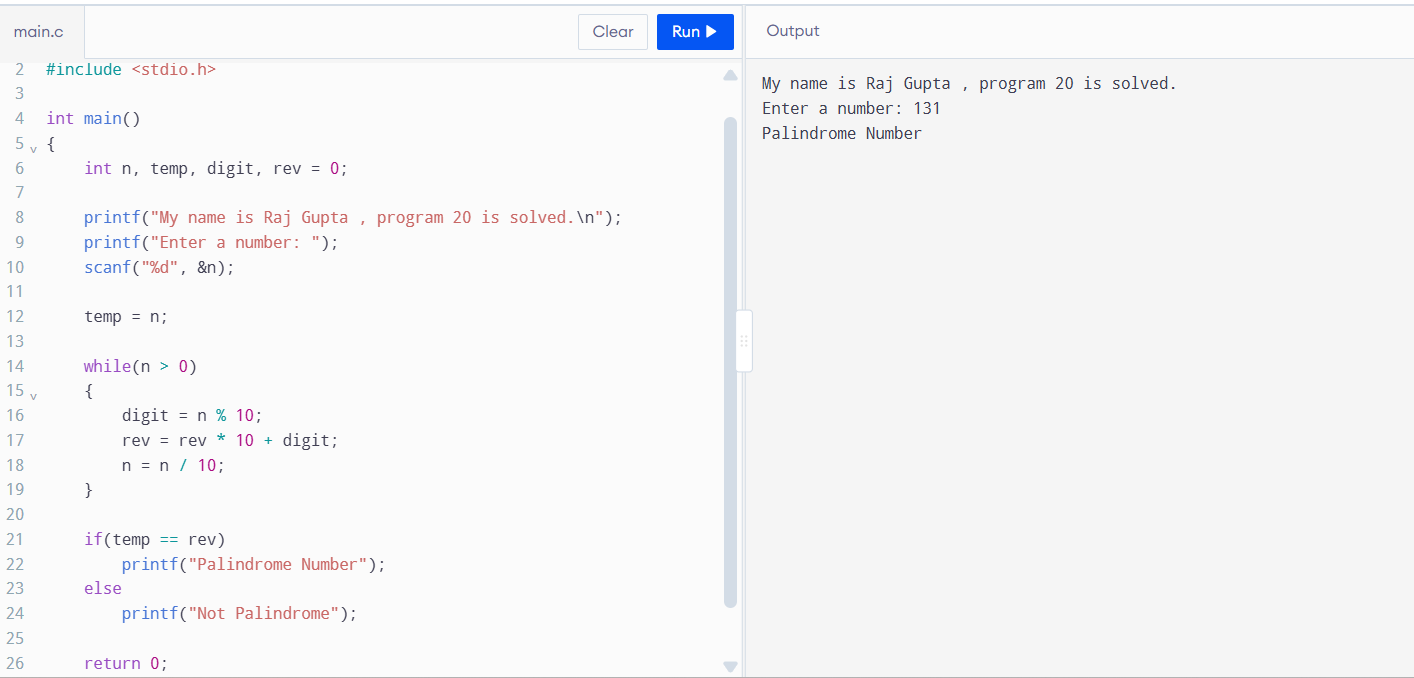 main.c
Clear
Run
Output
2 #include <stdio.h>
3
4 int main()
5 {
6     int n, temp, digit, rev = 0;
7
8     printf("My name is Raj Gupta , program 20 is solved.\n");
9     printf("Enter a number: ");
10     scanf("%d", &n);
11
12     temp = n;
13
14     while(n > 0)
15     {
16         digit = n % 10;
17         rev = rev * 10 + digit;
18         n = n / 10;
19     }
20
21     if(temp == rev)
22         printf("Palindrome Number");
23     else
24         printf("Not Palindrome");
25
26     return 0;
My name is Raj Gupta , program 20 is solved.
Enter a number: 131
Palindrome Number